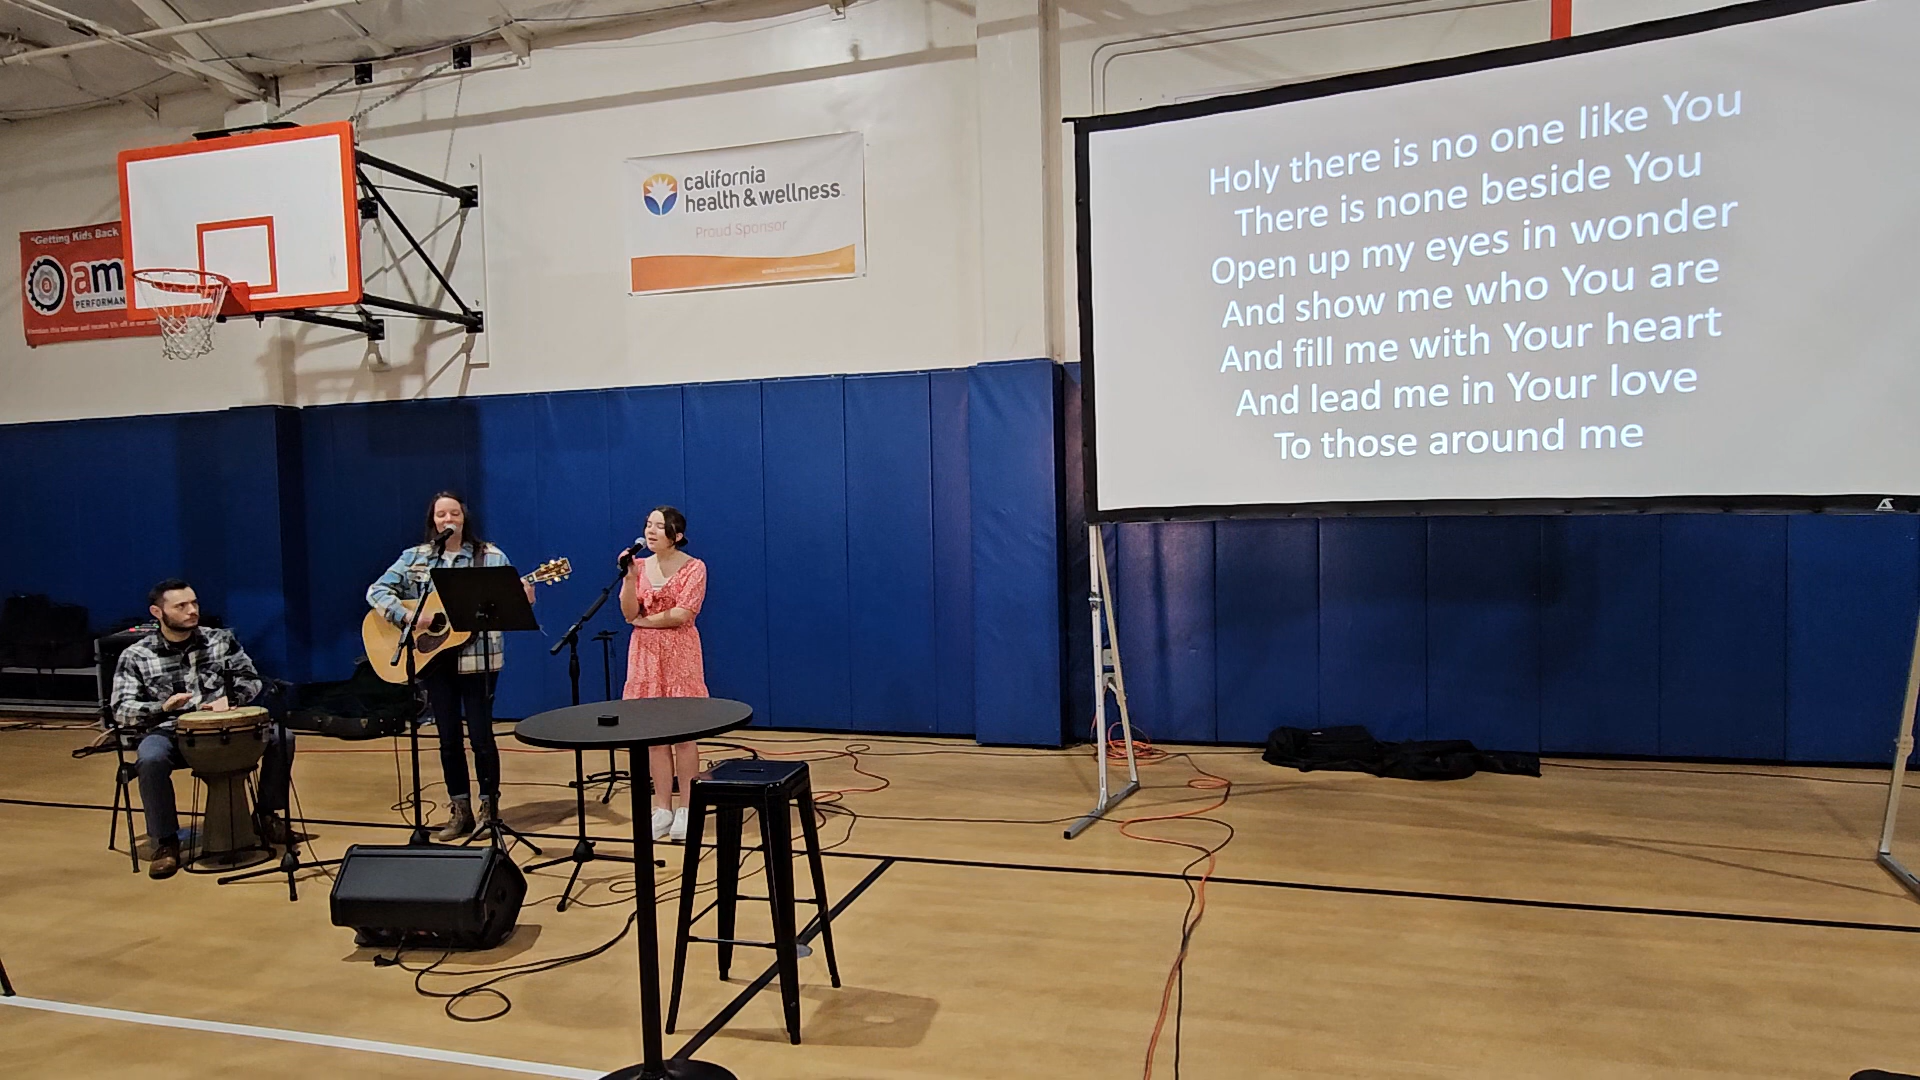 "Getting Kids Back
am
PERFORMAN
california
health & wellness
Proud Sponsor
Holy there is no one like You
There is none beside You
Open up my eyes in wonder
And show me who You are
And fill me with Your heart
And lead me in Your love
To those around me